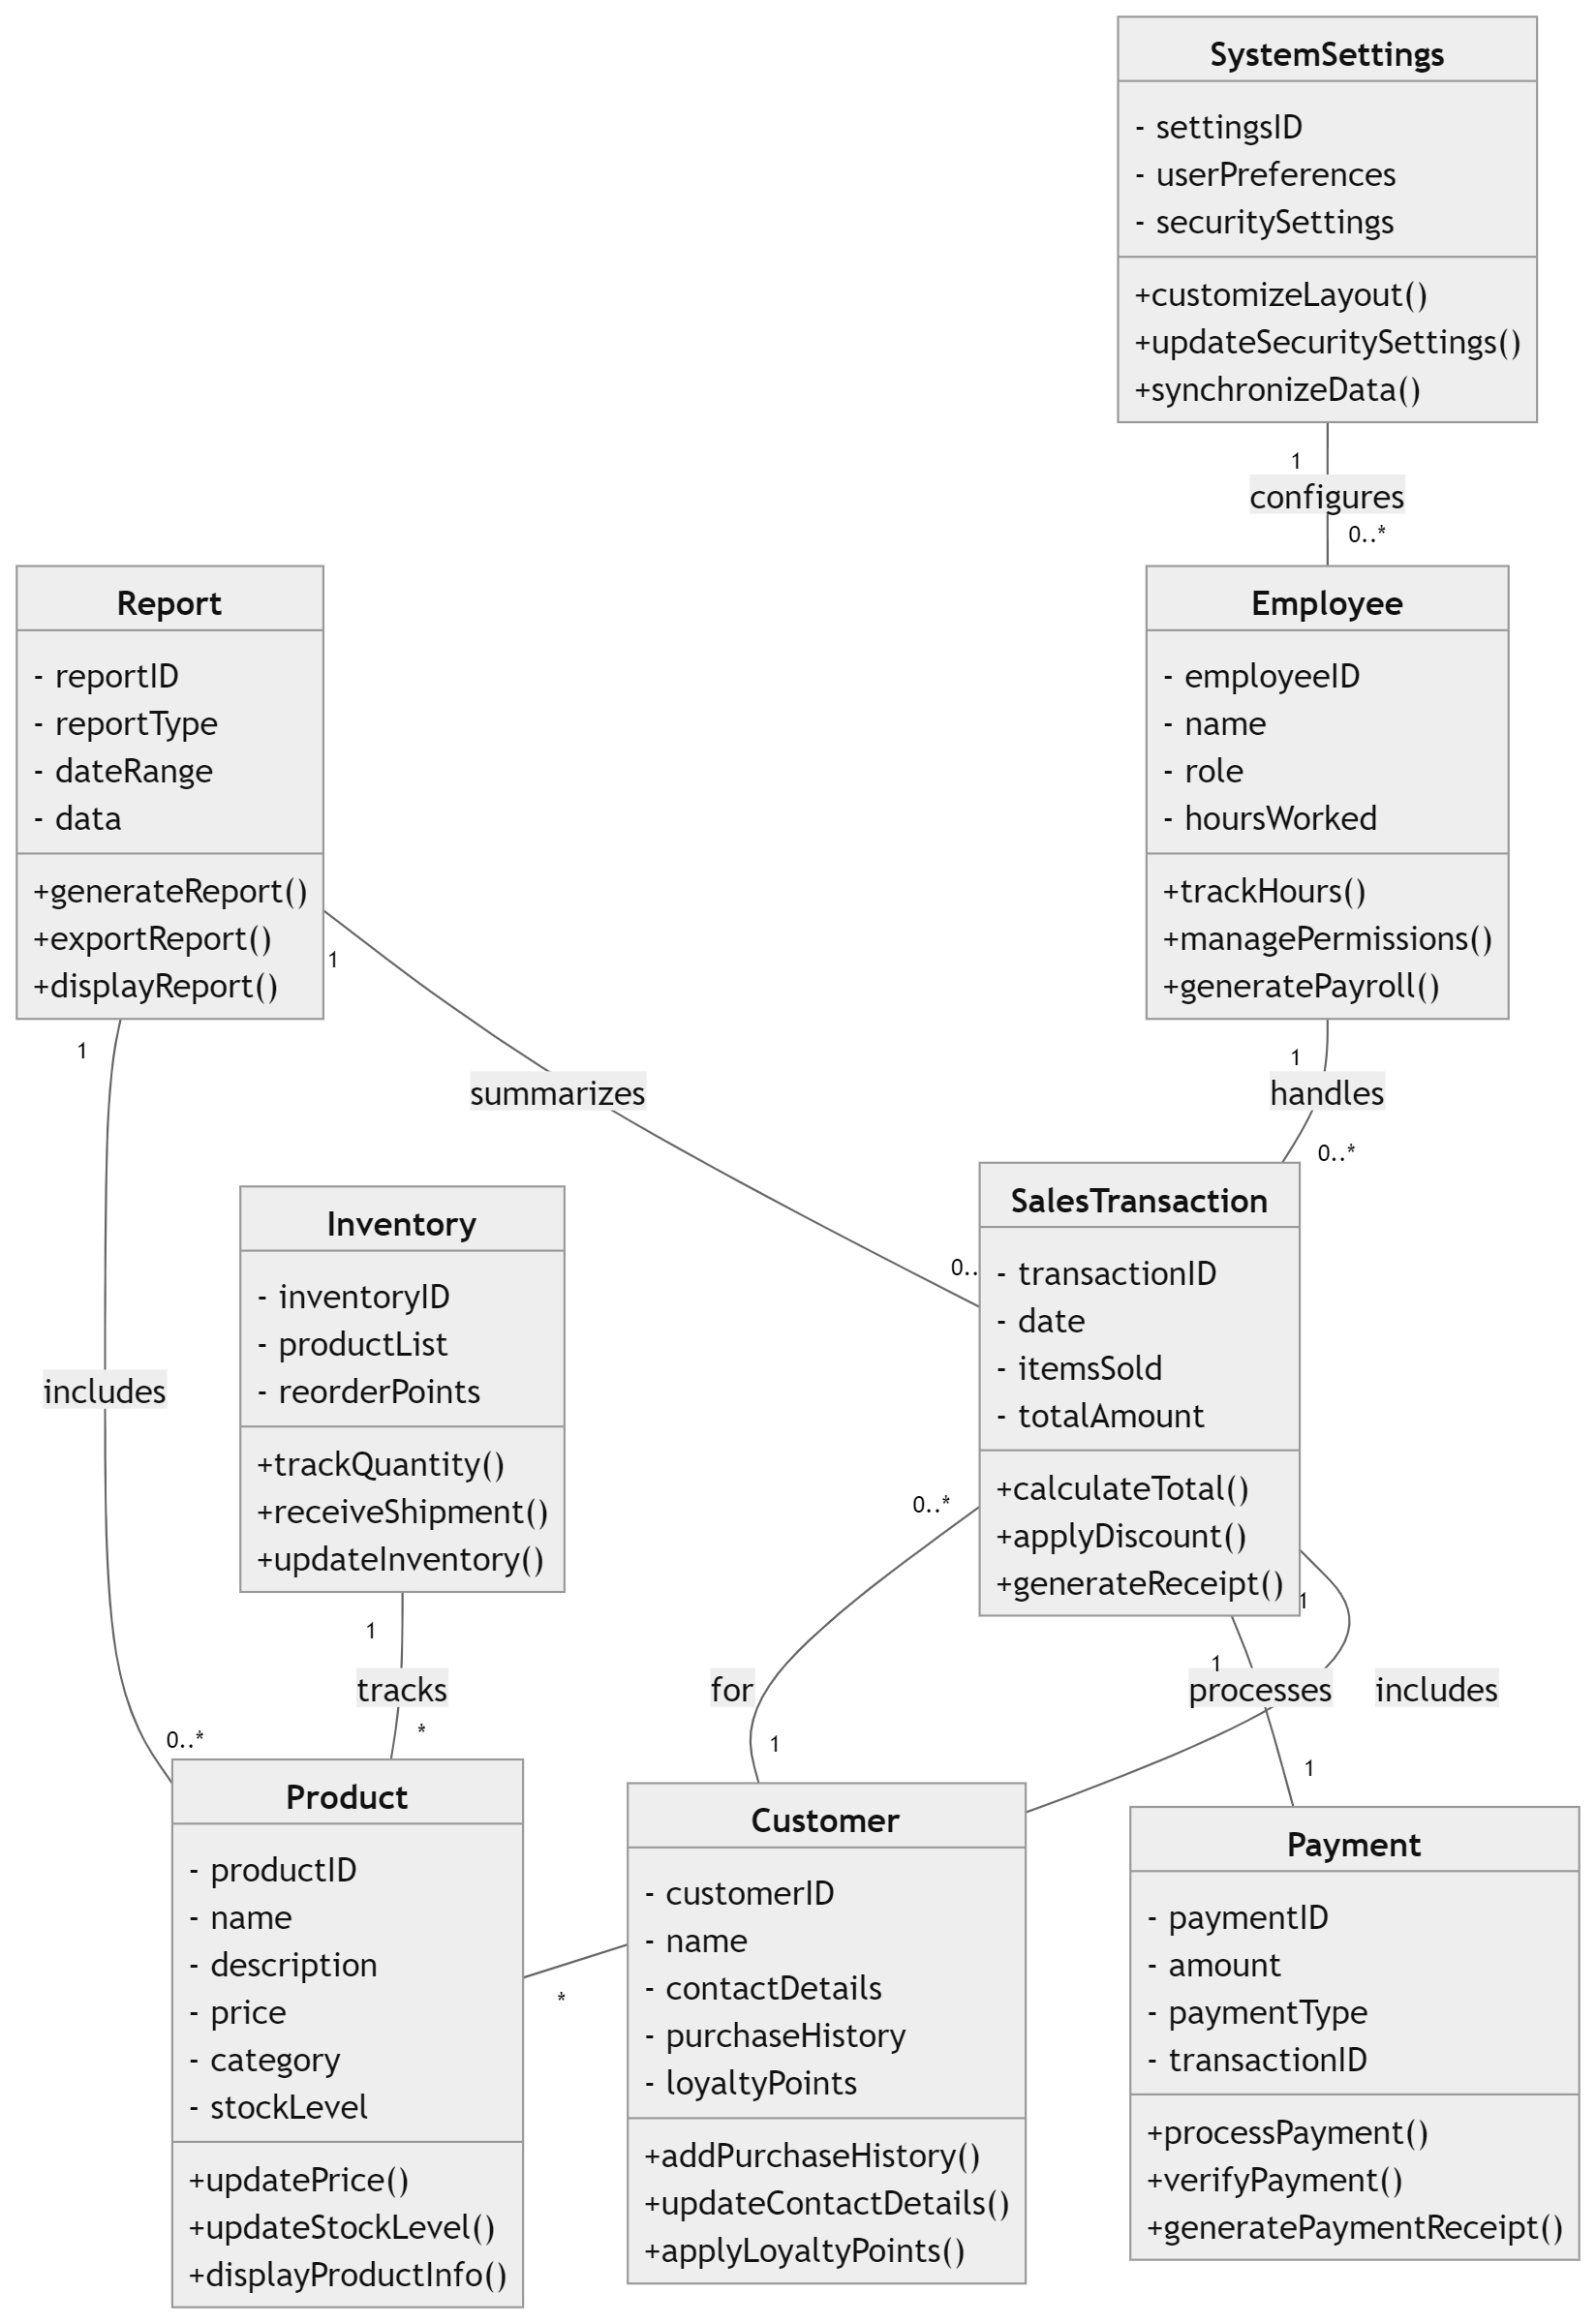 SystemSettings
- settingsID
- userPreferences
- securitySettings
+customizeLayout()
+updateSecuritySettings()
+synchronizeData()
1
configures
0..*
Report
- reportID
- reportType
- dateRange
- data
+generateReport()
+exportReport()
+displayReport()
1
1
Employee
- employeeID
- name
- role
- hoursWorked
+trackHours()
+managePermissions()
+generatePayroll()
1
handles
0..*
summarizes
0..
includes
0..*
Inventory
- inventoryID
- productList
- reorderPoints
+trackQuantity()
+receiveShipment()
+updateInventory()
1
tracks
*
SalesTransaction
- transactionID
- date
- itemsSold
- totalAmount
+calculateTotal()
+applyDiscount()
+generateReceipt()
0..*
for
1
1
processes
1
1
includes
Product
- productID
- name
- description
- price
- category
- stockLevel
+updatePrice()
+updateStockLevel()
+displayProductInfo()
*
Customer
- customerID
- name
- contactDetails
- purchaseHistory
- loyaltyPoints
+addPurchaseHistory()
+updateContactDetails()
+applyLoyaltyPoints()
Payment
- paymentID
- amount
- paymentType
- transactionID
+processPayment()
+verifyPayment()
+generatePaymentReceipt()